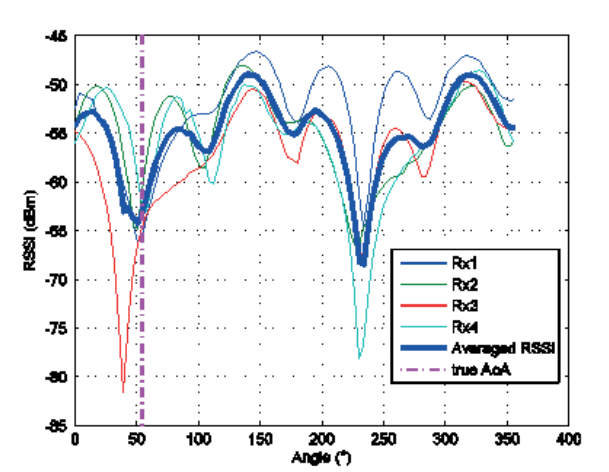 -45
-50
-55
-60
-65
-70
-75
-80
-85
RSSI (dBm)
0
50
100
150
200
250
300
350
400
Angle (°)
Rx1
Rx2
Rx3
Rx4
Averaged RSSI
true AoA